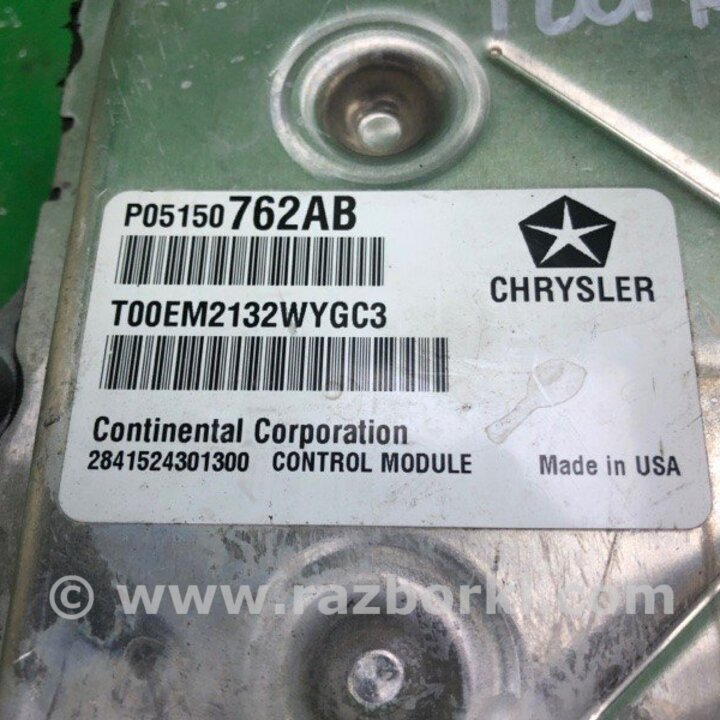 P05150762AB
CHRYSLER
T00EM2132WYGC3
Continental Corporation
2841524301300 CONTROL MODULE Made in USA